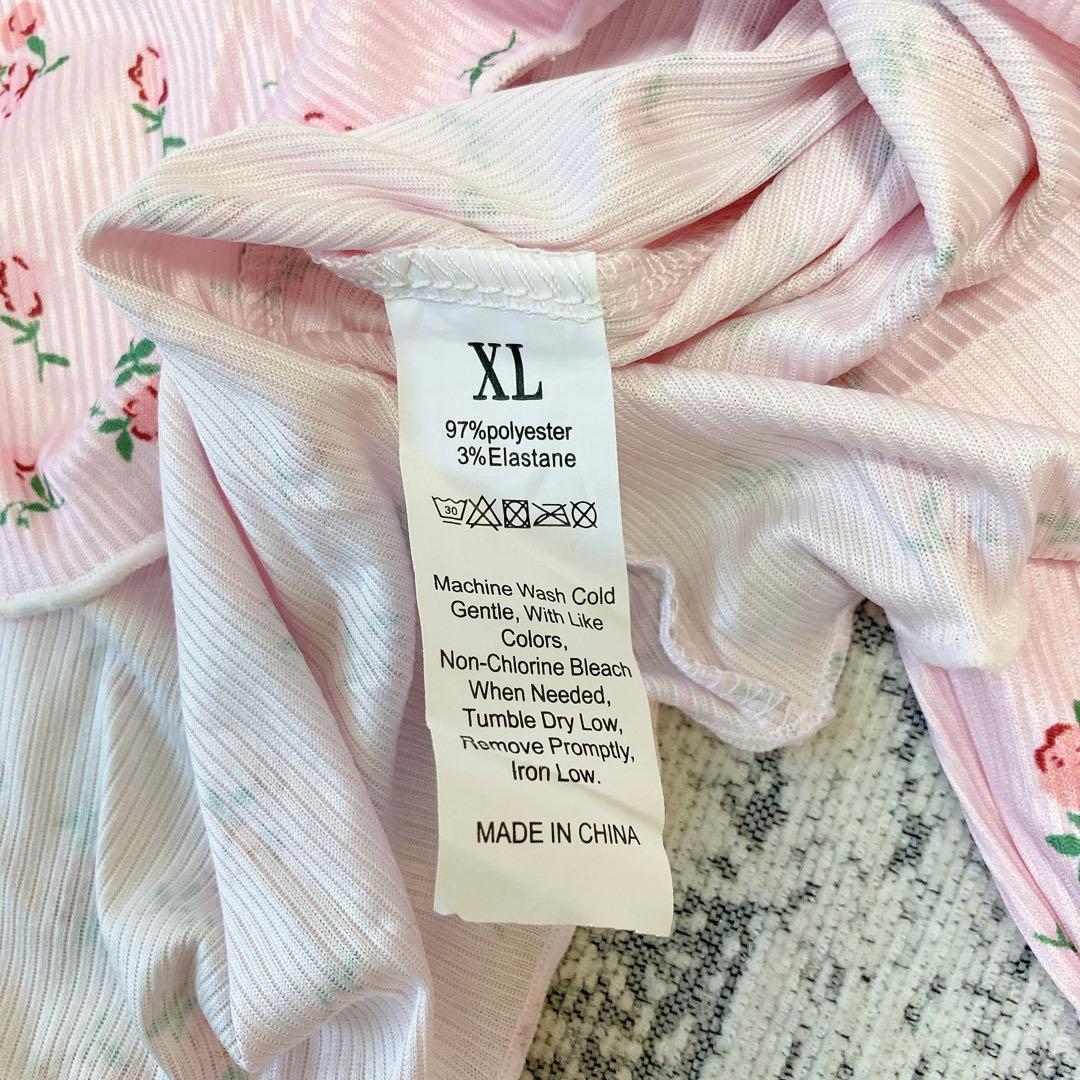 XL
97%polyester
3%Elastane
30
Machine Wash Cold
Gentle, With Like
Colors,
Non-Chlorine Bleach
When Needed,
Tumble Dry Low,
Remove Promptly,
Iron Low.
MADE IN CHINA